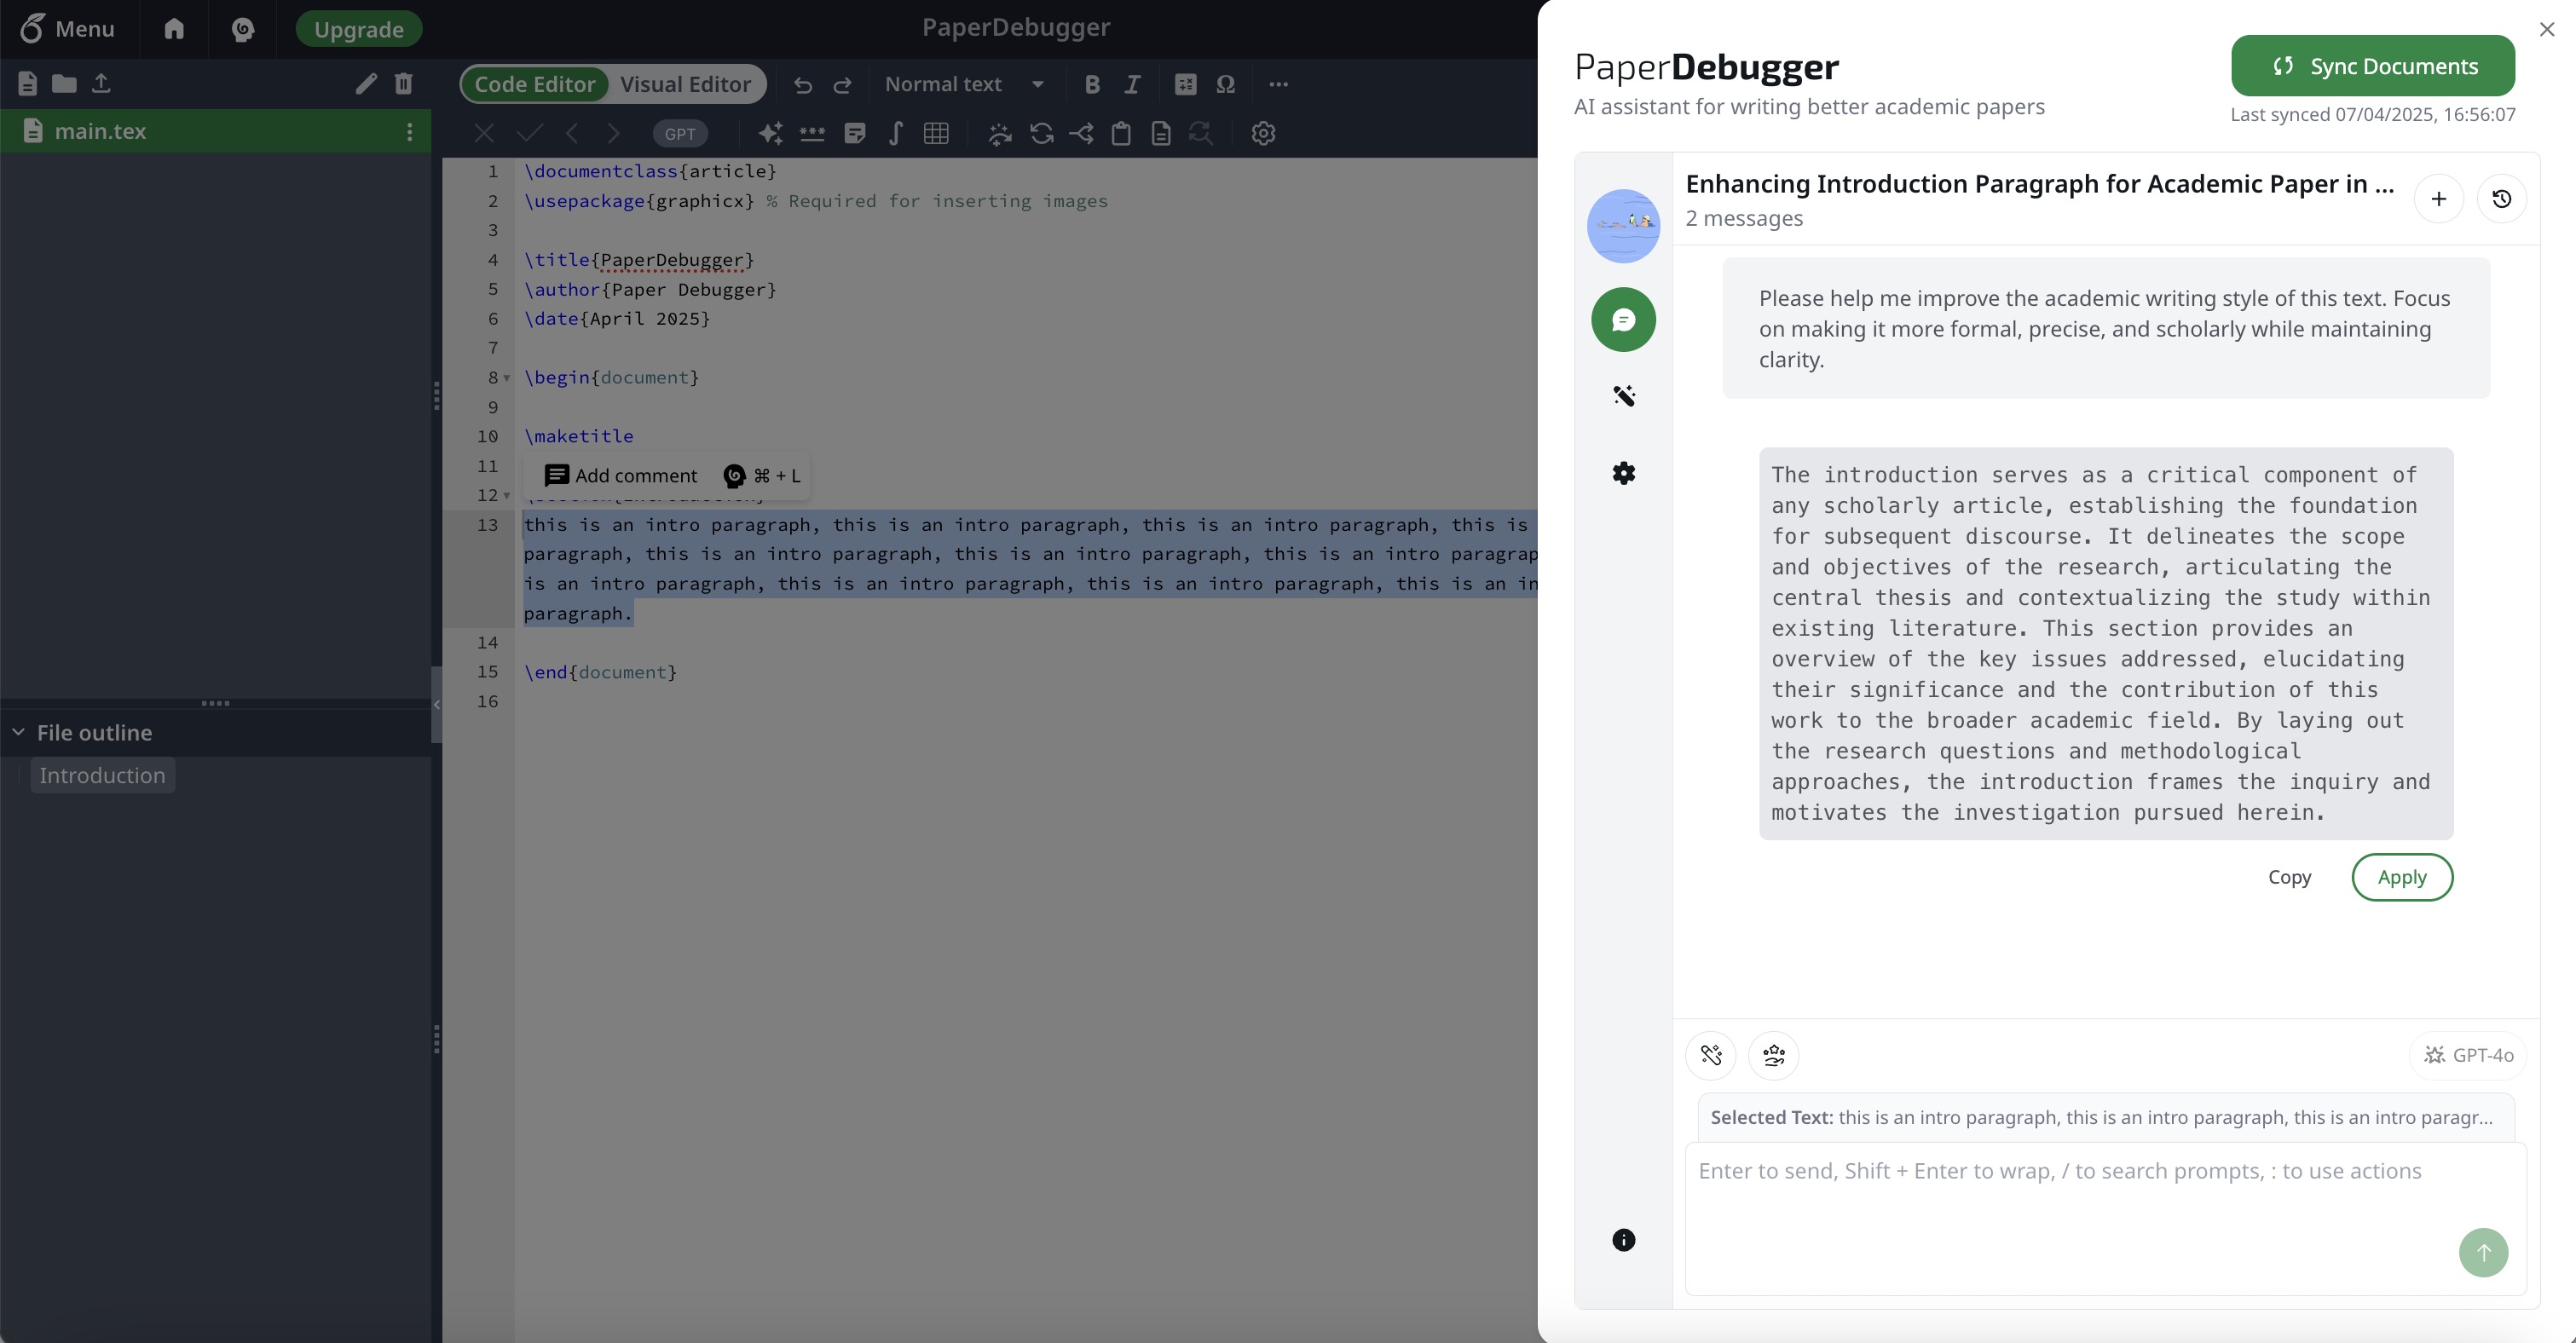 Menu
Upgrade
PaperDebugger
Code Editor
Visual Editor
Normal text
B I Ω
GPT
main.tex
1 \documentclass{article}
2 \usepackage{graphicx} % Required for inserting images
3
4 \title{PaperDebugger}
5 \author{Paper Debugger}
6 \date{April 2025}
7
8 \begin{document}
9
10 \maketitle
11
Add comment ⌘ + L
12
13 this is an intro paragraph, this is an intro paragraph, this is an intro paragraph, this is
paragraph, this is an intro paragraph, this is an intro paragraph, this is an intro paragrap
is an intro paragraph, this is an intro paragraph, this is an intro paragraph, this is an in
paragraph.
14
15 \end{document}
16
File outline
Introduction
PaperDebugger
AI assistant for writing better academic papers
Sync Documents
Last synced 07/04/2025, 16:56:07
Enhancing Introduction Paragraph for Academic Paper in ...
2 messages
Please help me improve the academic writing style of this text. Focus
on making it more formal, precise, and scholarly while maintaining
clarity.
The introduction serves as a critical component of
any scholarly article, establishing the foundation
for subsequent discourse. It delineates the scope
and objectives of the research, articulating the
central thesis and contextualizing the study within
existing literature. This section provides an
overview of the key issues addressed, elucidating
their significance and the contribution of this
work to the broader academic field. By laying out
the research questions and methodological
approaches, the introduction frames the inquiry and
motivates the investigation pursued herein.
Copy
Apply
GPT-4o
Selected Text: this is an intro paragraph, this is an intro paragraph, this is an intro paragr...
Enter to send, Shift + Enter to wrap, / to search prompts, : to use actions